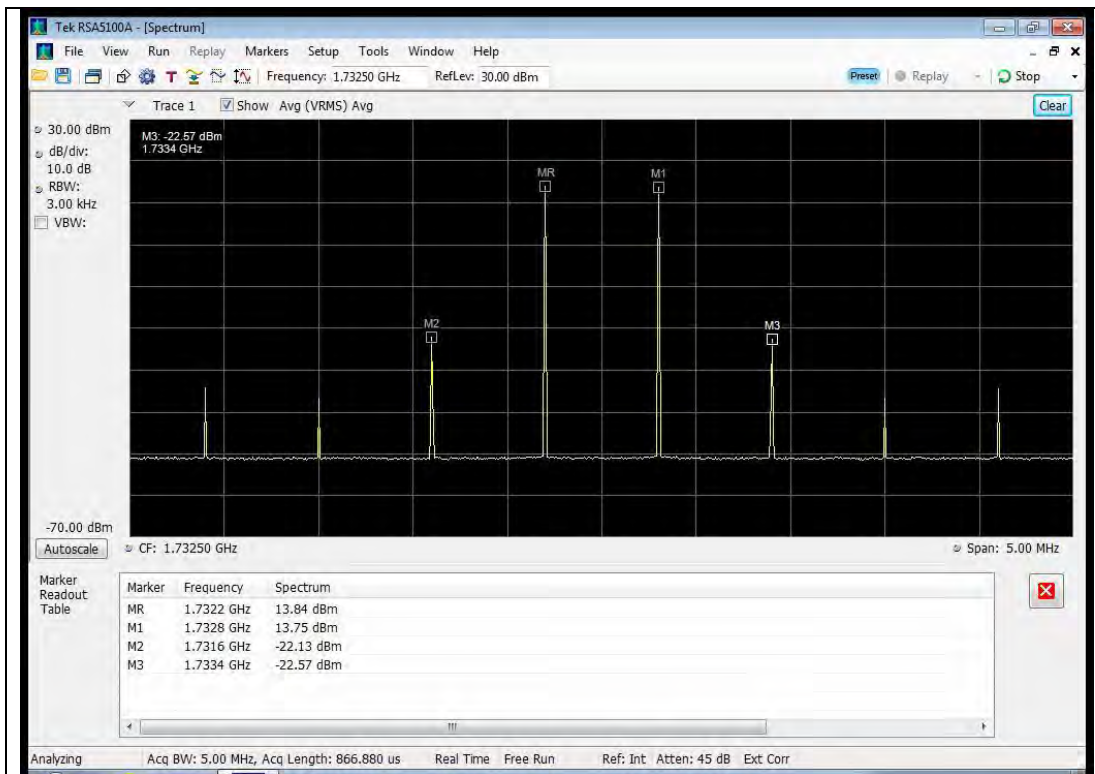 Tek RSA5100A - [Spectrum]
File View Run Replay Markers Setup Tools Window Help
Frequency: 1.73250 GHz RefLev: 30.00 dBm Preset Replay Stop
Trace 1 Show Avg (VRMS) Avg Clear
30.00 dBm
dB/div:
10.0 dB
RBW:
3.00 kHz
VBW:
M3: -22.57 dBm
1.7334 GHz
MR M1
M2 M3
-70.00 dBm
Autoscale CF: 1.73250 GHz Span: 5.00 MHz
Marker
Readout
Table
Marker Frequency Spectrum
MR 1.7322 GHz 13.84 dBm
M1 1.7328 GHz 13.75 dBm
M2 1.7316 GHz -22.13 dBm
M3 1.7334 GHz -22.57 dBm
Analyzing Acq BW: 5.00 MHz, Acq Length: 866.880 us Real Time Free Run Ref: Int Atten: 45 dB Ext Corr